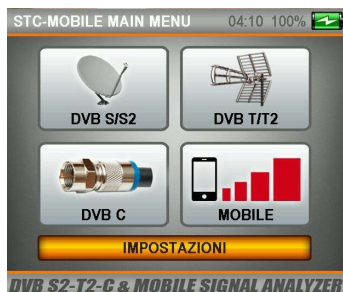 STC-MOBILE MAIN MENU 04:10 100%
DVB S/S2 DVB T/T2
DVB C MOBILE
IMPOSTAZIONI
DVB S2-T2-C & MOBILE SIGNAL ANALYZER